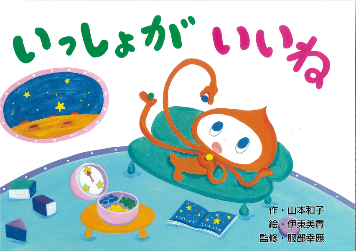 いっしょが いいね
作・山本和子
絵・伊東美貴
監修・服部幸應